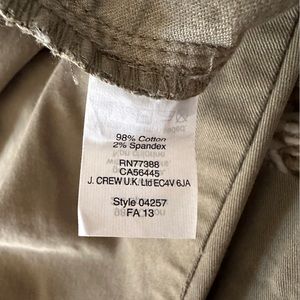 98% Cotton
2% Spandex
RN77388
CA56445
J. CREW U.K. Ltd EC4V 6JA
Style 04257
FA 13